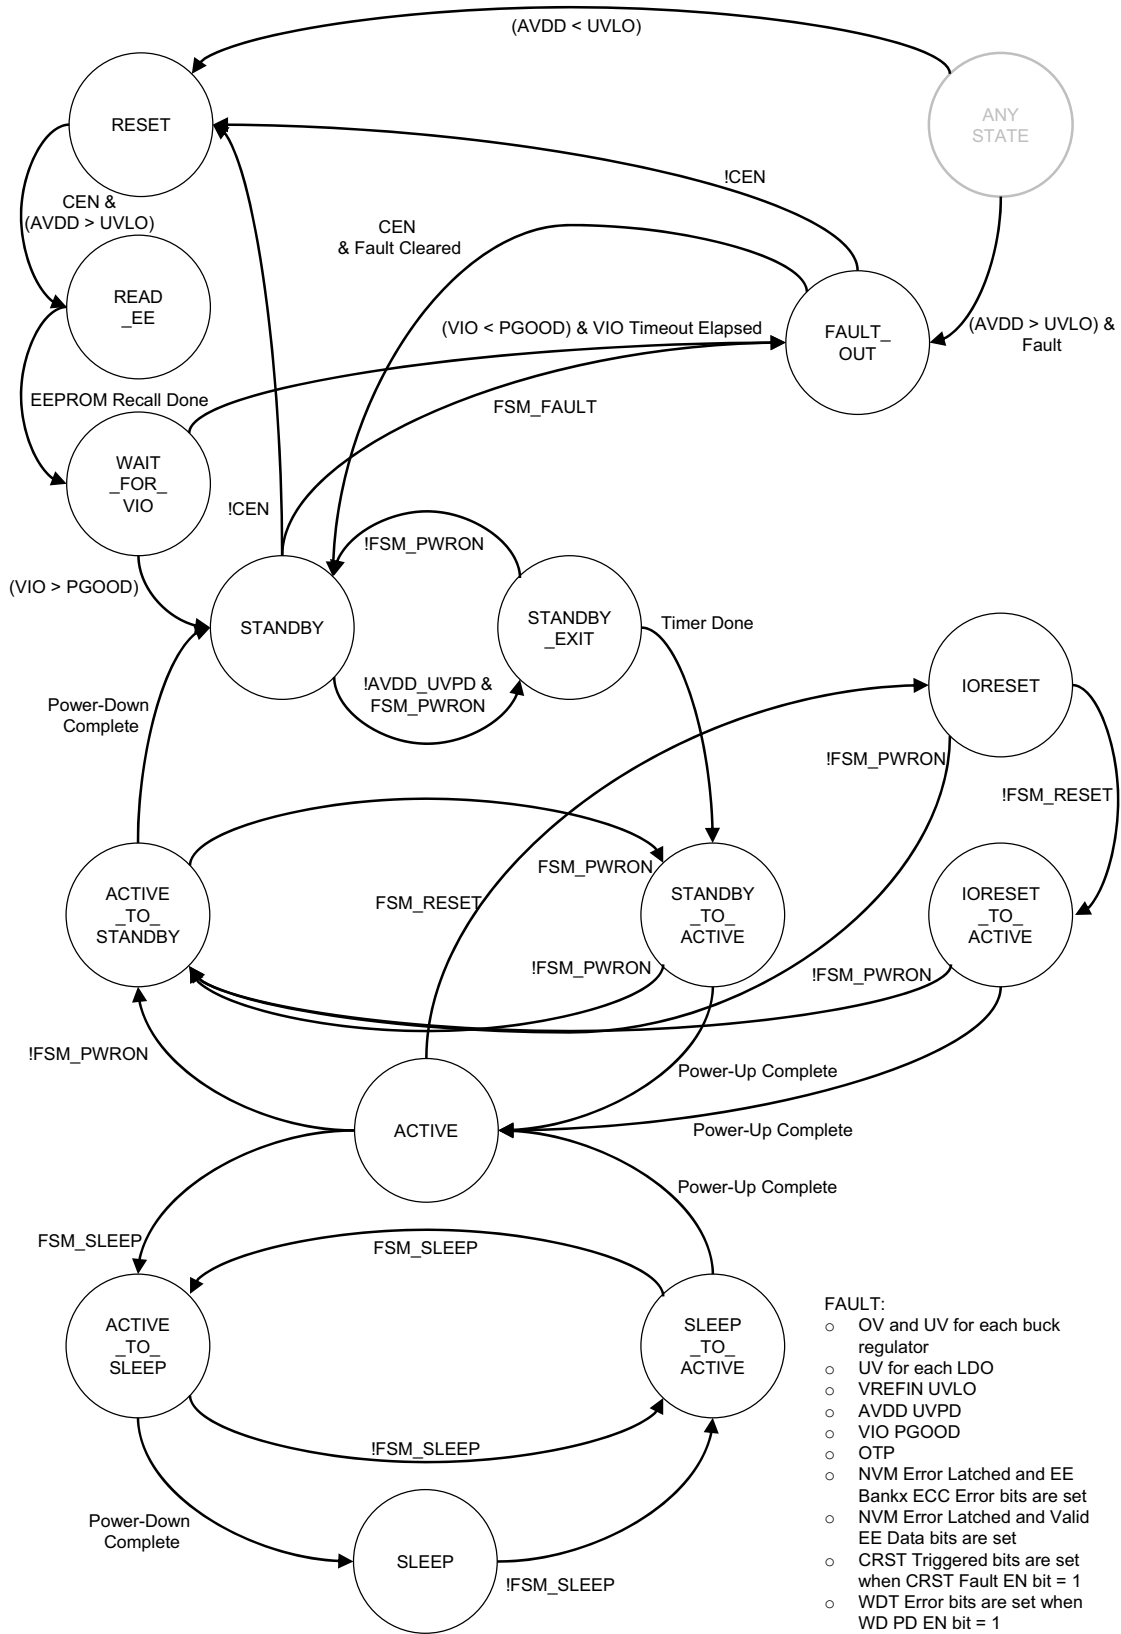 (AVDD < UVLO)
RESET
ANY
STATE
!CEN
CEN &
(AVDD > UVLO)
CEN
& Fault Cleared
READ
_EE
(VIO < PGOOD) & VIO Timeout Elapsed
FAULT_
OUT
(AVDD > UVLO) &
Fault
EEPROM Recall Done
FSM_FAULT
WAIT
_FOR_
VIO
!CEN
!FSM_PWRON
(VIO > PGOOD)
STANDBY
STANDBY
_EXIT
Timer Done
!AVDD_UVPD &
FSM_PWRON
IORESET
Power-Down
Complete
!FSM_PWRON
!FSM_RESET
FSM_PWRON
ACTIVE
_TO_
STANDBY
FSM_RESET
STANDBY
_TO_
ACTIVE
IORESET
_TO_
ACTIVE
!FSM_PWRON
!FSM_PWRON
!FSM_PWRON
Power-Up Complete
ACTIVE
Power-Up Complete
Power-Up Complete
FSM_SLEEP
FSM_SLEEP
ACTIVE
_TO_
SLEEP
SLEEP
_TO_
ACTIVE
!FSM_SLEEP
Power-Down
Complete
SLEEP
!FSM_SLEEP
FAULT:
○ OV and UV for each buck
regulator
○ UV for each LDO
○ VREFIN UVLO
○ AVDD UVPD
○ VIO PGOOD
○ OTP
○ NVM Error Latched and EE
Bankx ECC Error bits are set
○ NVM Error Latched and Valid
EE Data bits are set
○ CRST Triggered bits are set
when CRST Fault EN bit = 1
○ WDT Error bits are set when
WD PD EN bit = 1